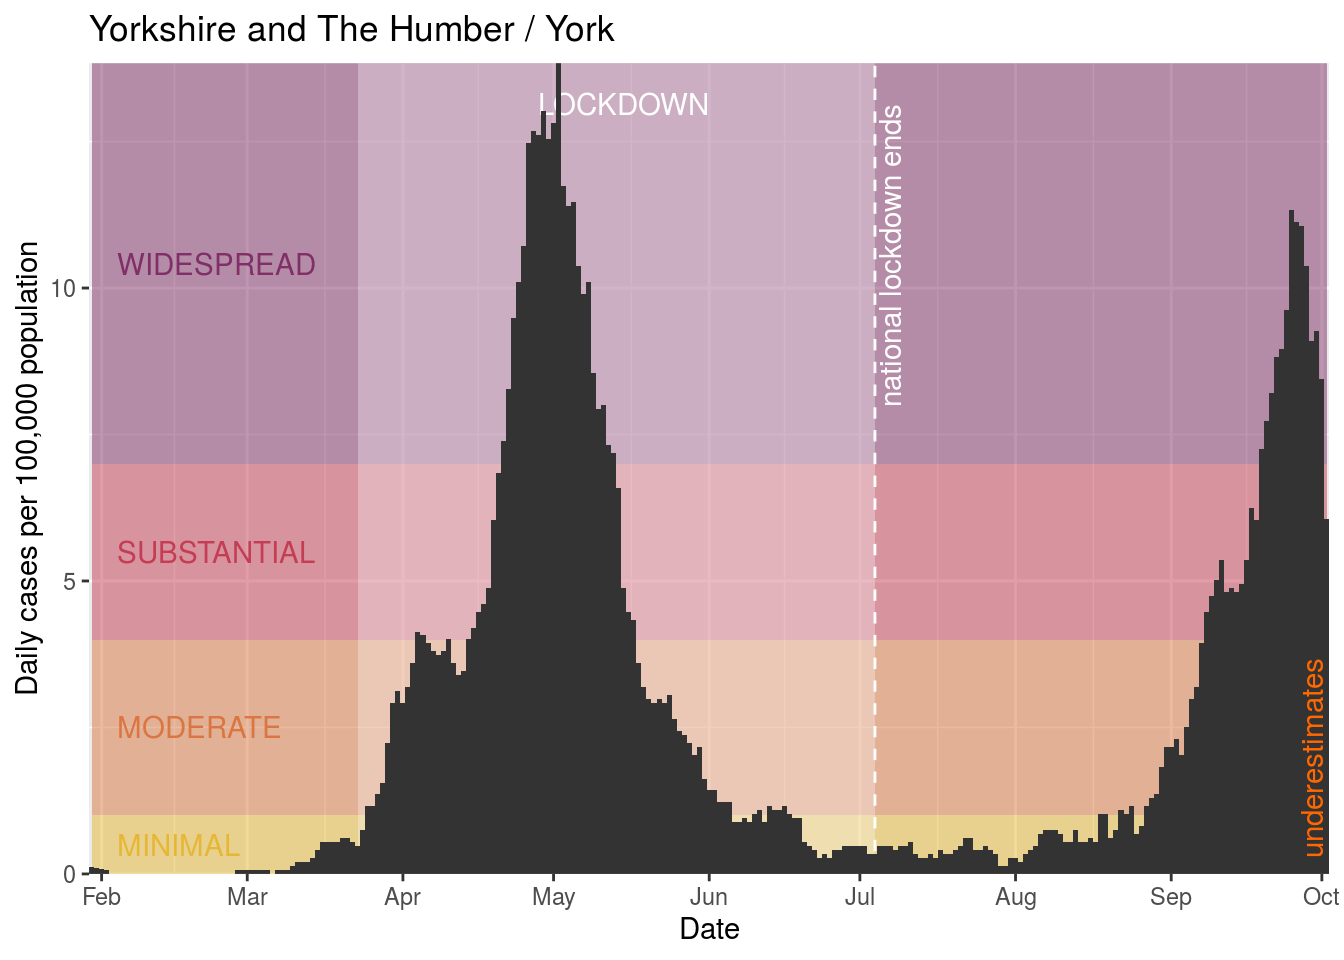 Yorkshire and The Humber / York
LOCKDOWN
national lockdown ends
WIDESPREAD
SUBSTANTIAL
MODERATE
MINIMAL
underestimates
Daily cases per 100,000 population
10
5
0
Feb Mar Apr May Jun Jul Aug Sep Oct
Date